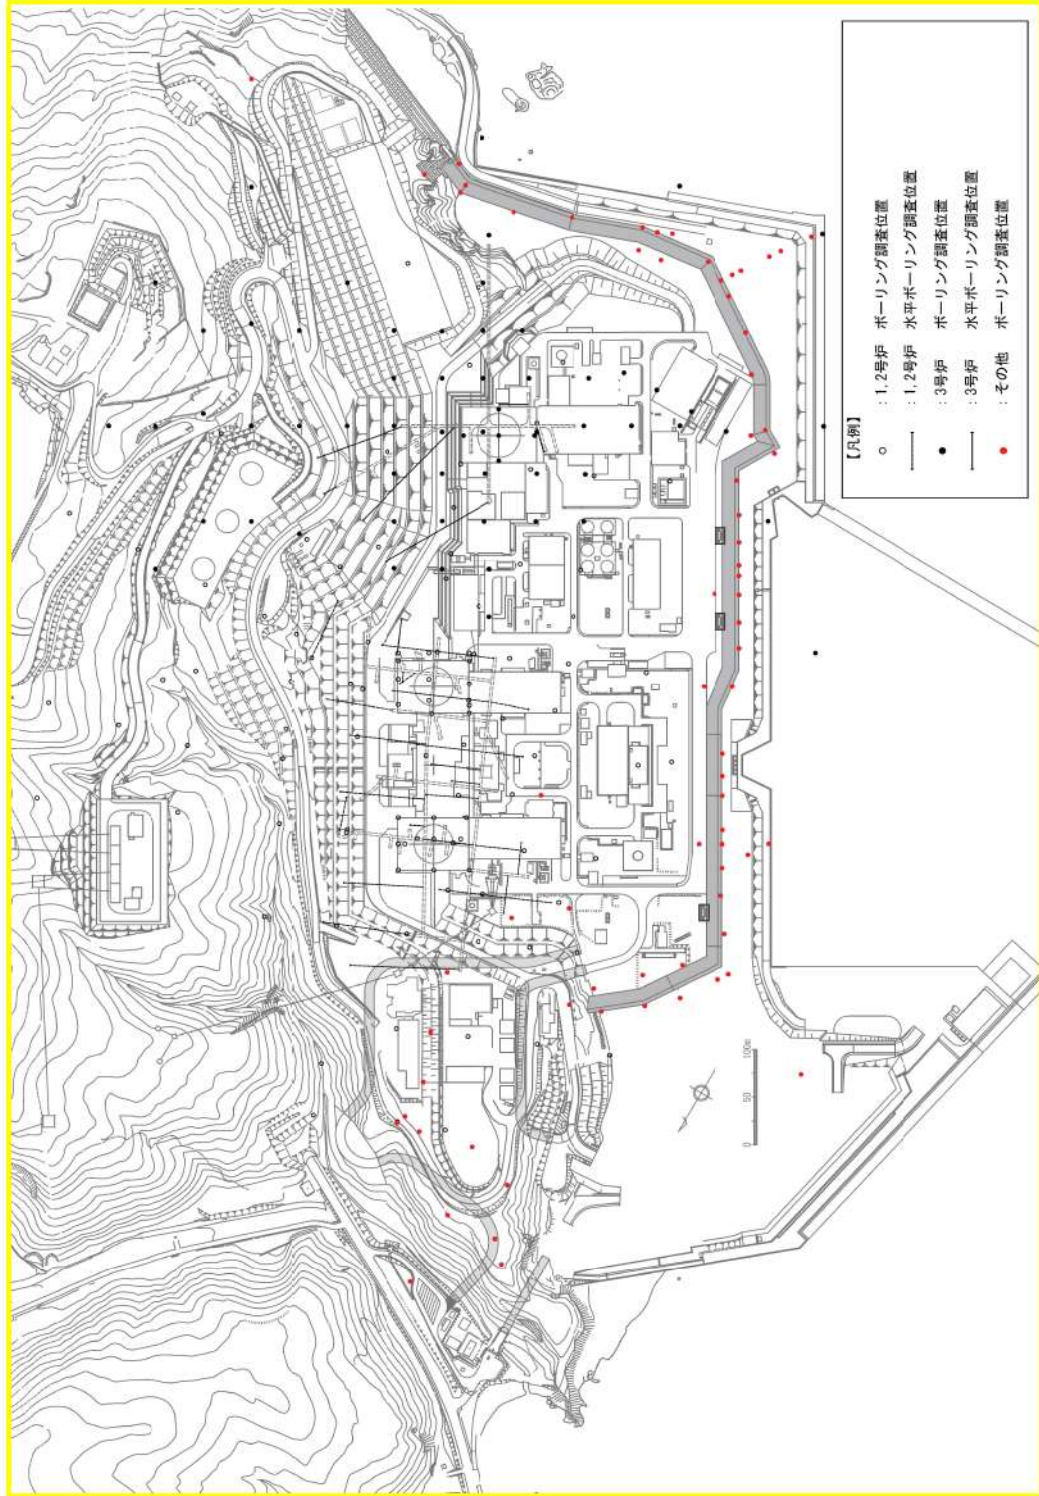 【凡例】
：1,2号炉　ボーリング調査位置
：1,2号炉　水平ボーリング調査位置
：3号炉　ボーリング調査位置
：3号炉　水平ボーリング調査位置
：その他　ボーリング調査位置
0 50 100m